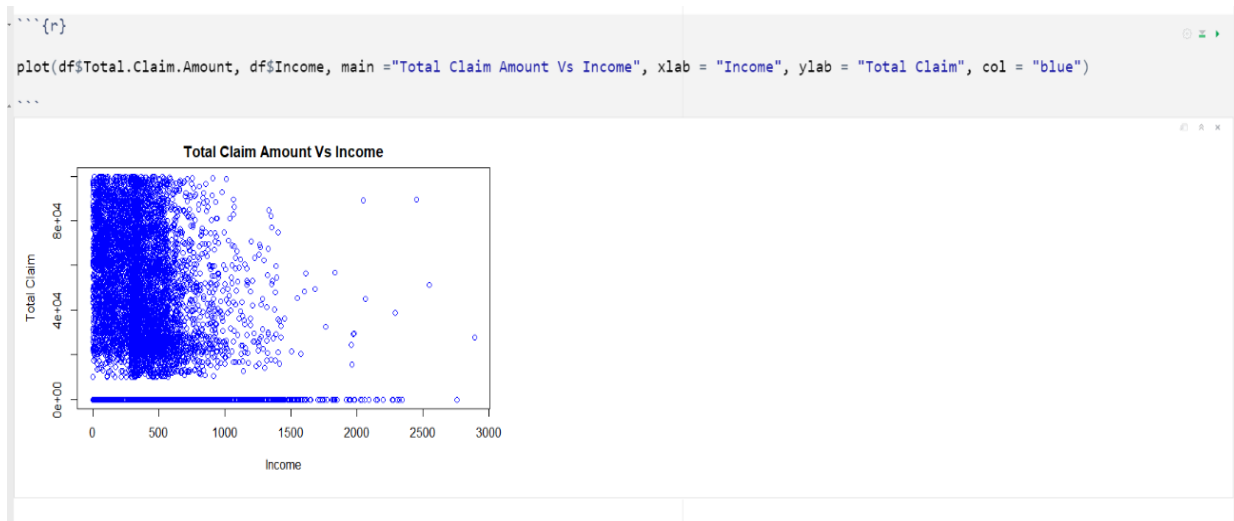 ```{r}
plot(df$Total.Claim.Amount, df$Income, main ="Total Claim Amount Vs Income", xlab = "Income", ylab = "Total Claim", col = "blue")
```
Total Claim Amount Vs Income
Total Claim
8e+04
4e+04
0e+00
0 500 1000 1500 2000 2500 3000
Income